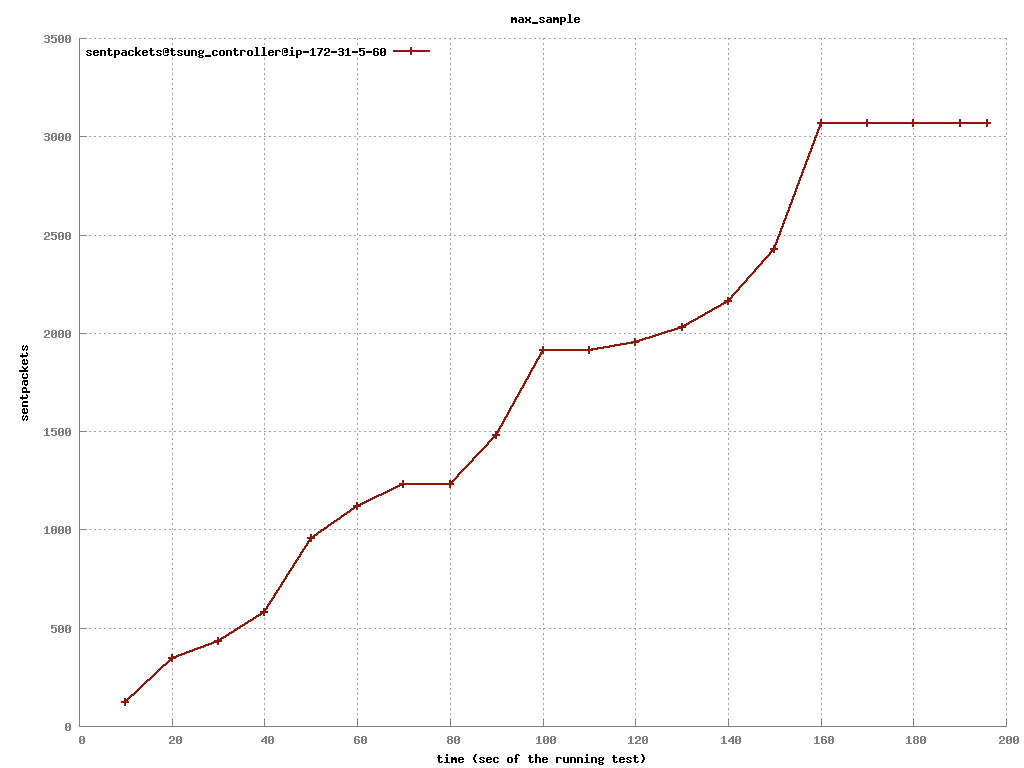 max_sample
sentpackets@tsung_controller@ip-172-31-5-60
3500
3000
2500
2000
1500
1000
500
0
sentpackets
0 20 40 60 80 100 120 140 160 180 200
time (sec of the running test)